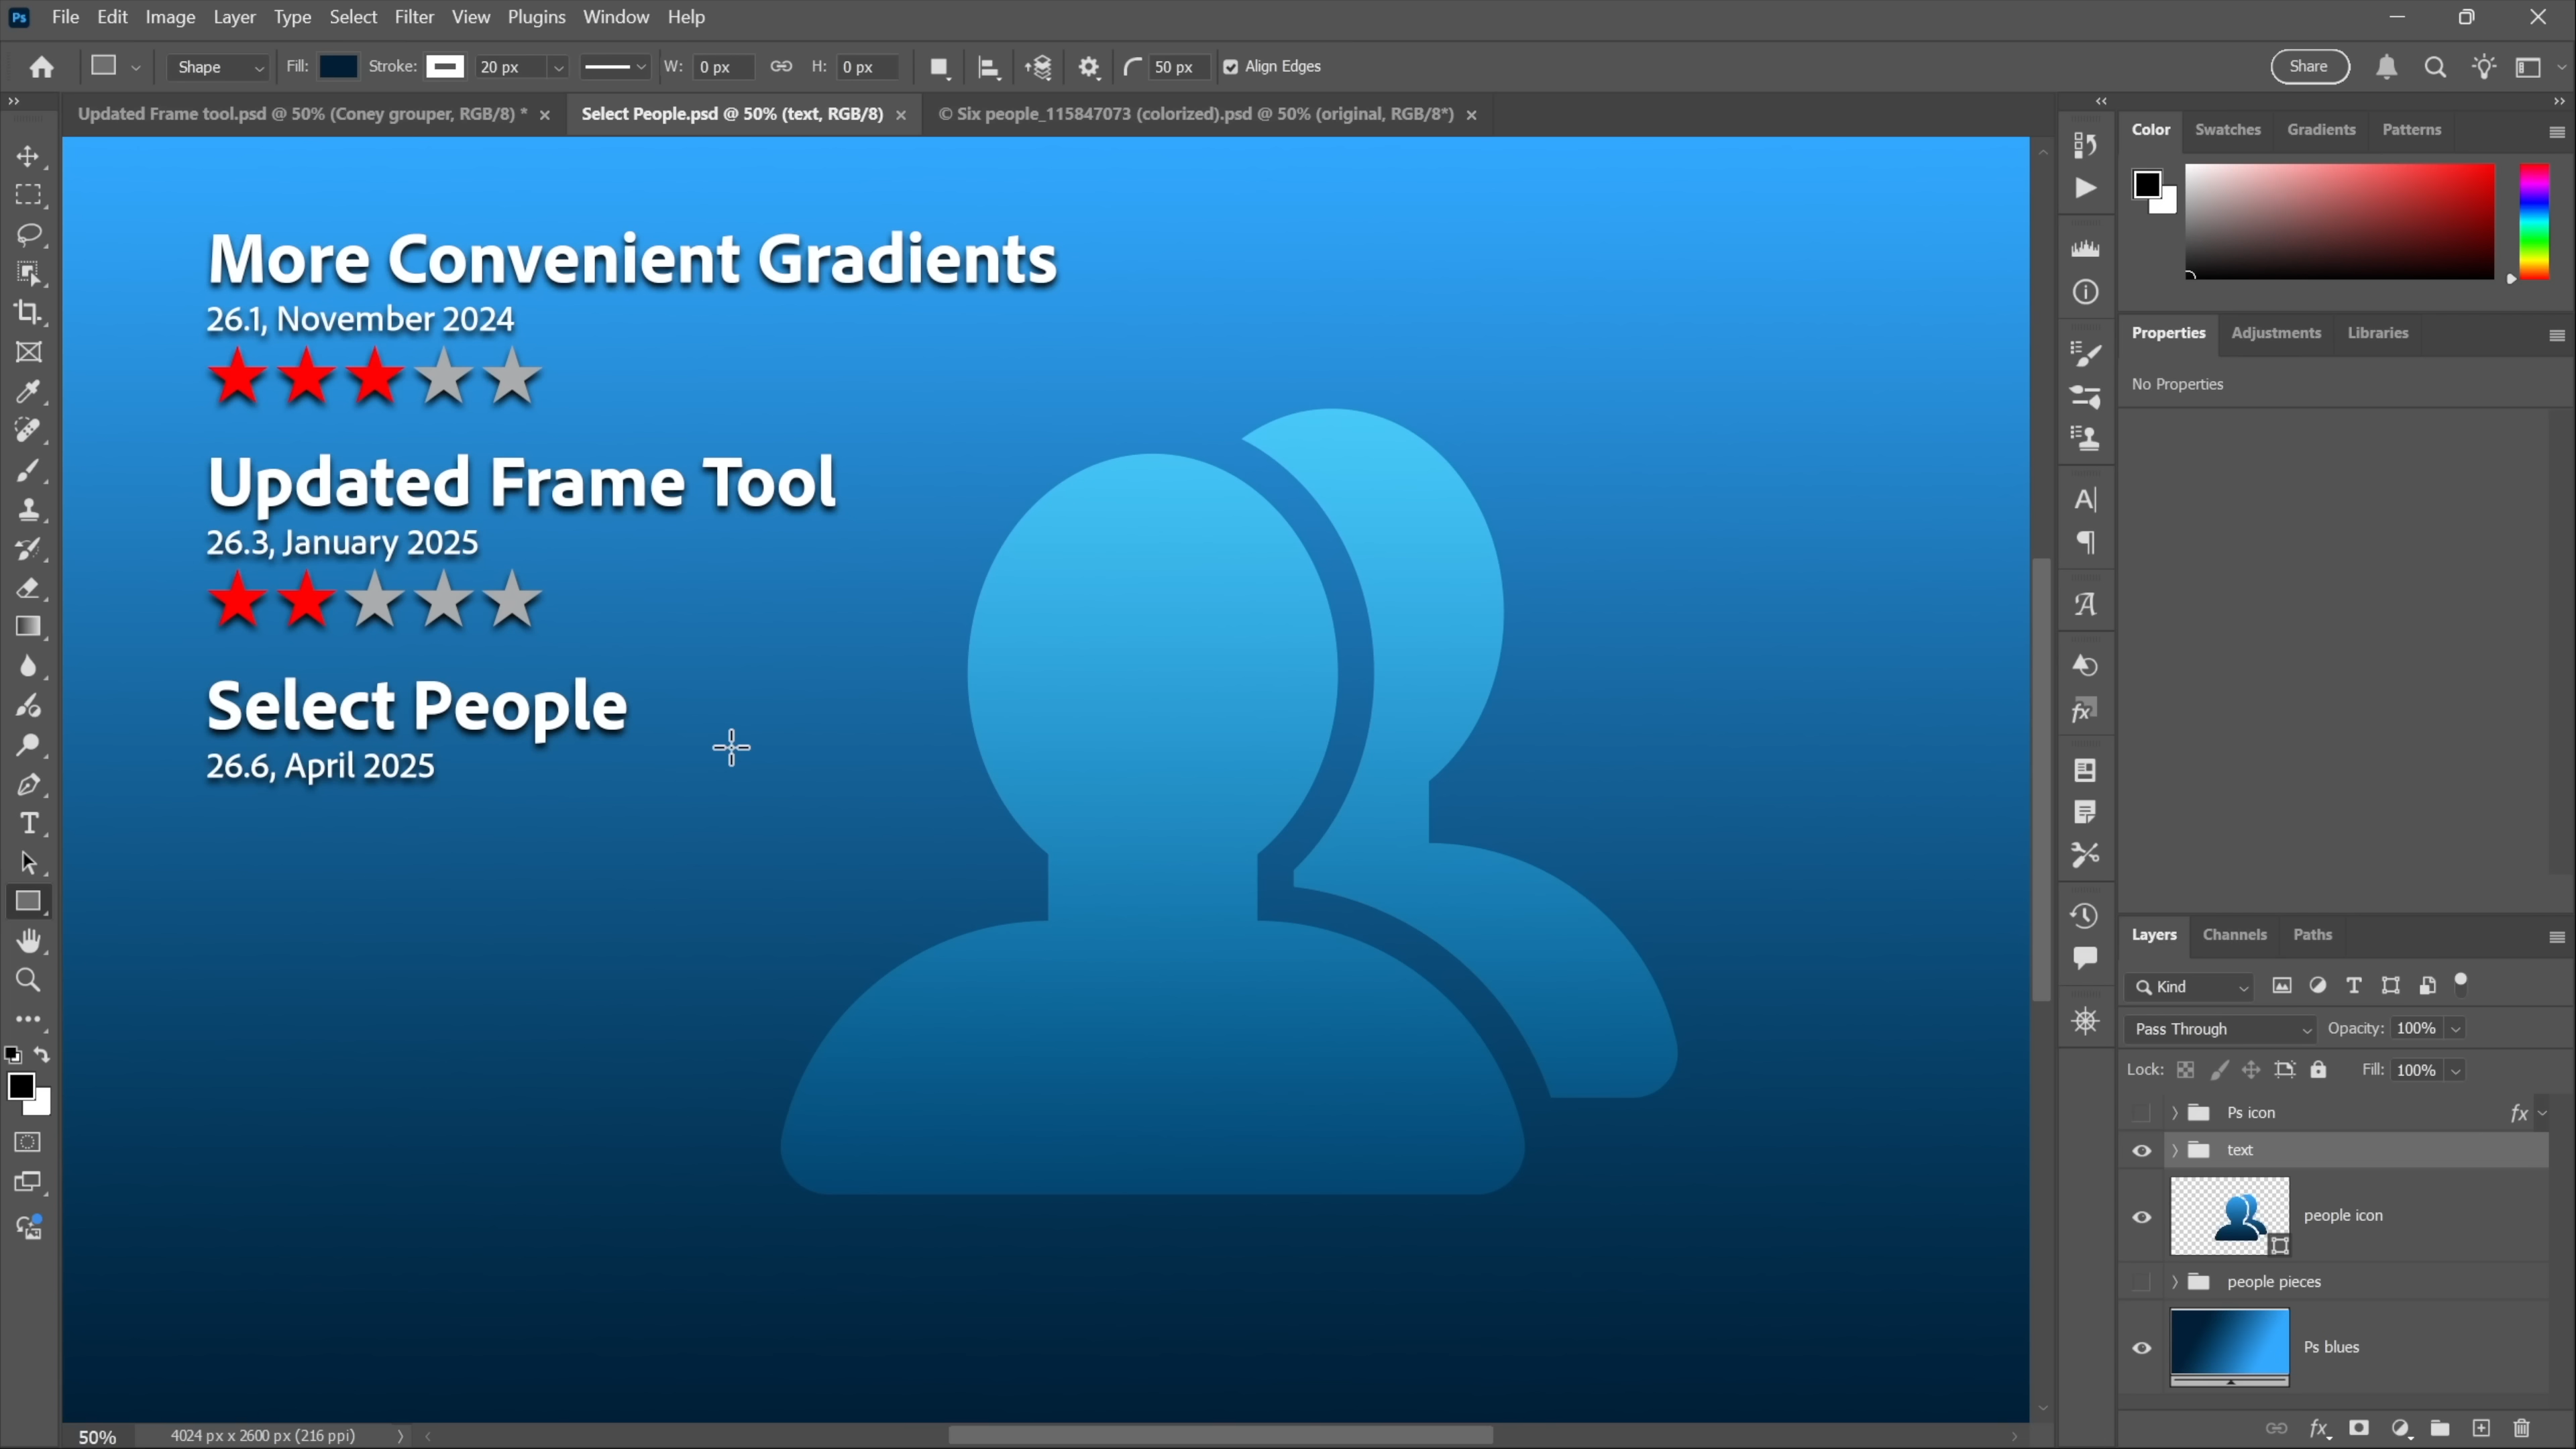 Ps File Edit Image Layer Type Select Filter View Plugins Window Help
Shape Fill: Stroke: 20 px W: 0 px H: 0 px 50 px Align Edges Share
Updated Frame tool.psd @ 50% (Coney grouper, RGB/8) * Select People.psd @ 50% (text, RGB/8) © Six people_115847073 (colorized).psd @ 50% (original, RGB/8*)
Color Swatches Gradients Patterns
More Convenient Gradients
26.1, November 2024
Updated Frame Tool
26.3, January 2025
Select People
26.6, April 2025
Properties Adjustments Libraries
No Properties
Layers Channels Paths
Kind
Pass Through Opacity: 100%
Lock: Fill: 100%
Ps icon fx
text
people icon
people pieces
Ps blues
50% 4024 px x 2600 px (216 ppi)
fx